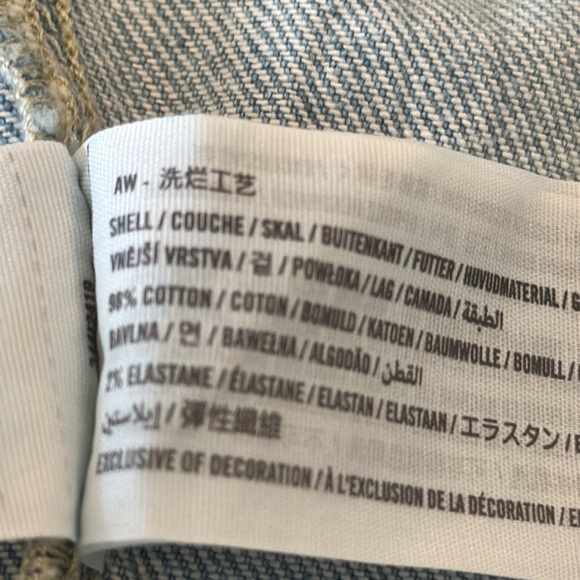 AW - 洗烂工艺
SHELL / COUCHE / SKAL / BUITENKANT / FUTTER / HUVUDMATERIAL /
VNĚJŠÍ VRSTVA / 겉 / POWŁOKA / LAG / CAMADA / الطبقة
98% COTTON / COTON / BOMULD / KATOEN / BAUMWOLLE / BOMULL /
BAVLNA / 면 / BAWEŁNA / ALGODÃO / القطن
2% ELASTANE / ÉLASTANE / ELASTAN / ELASTAAN / エラスタン /
إيلاستين / 彈性纖維
EXCLUSIVE OF DECORATION / À L'EXCLUSION DE LA DÉCORATION /